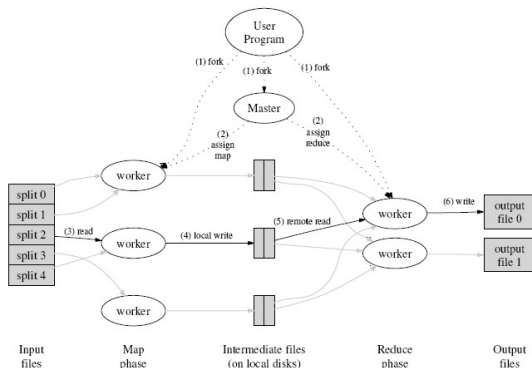 User
Program
(1) fork
(1) fork
(1) fork
Master
(2)
assign
map
(2)
assign
reduce
worker
split 0
split 1
split 2
split 3
split 4
(3) read
worker
(4) local write
(5) remote read
worker
(6) write
output
file 0
worker
output
file 1
worker
Input
files
Map
phase
Intermediate files
(on local disks)
Reduce
phase
Output
files